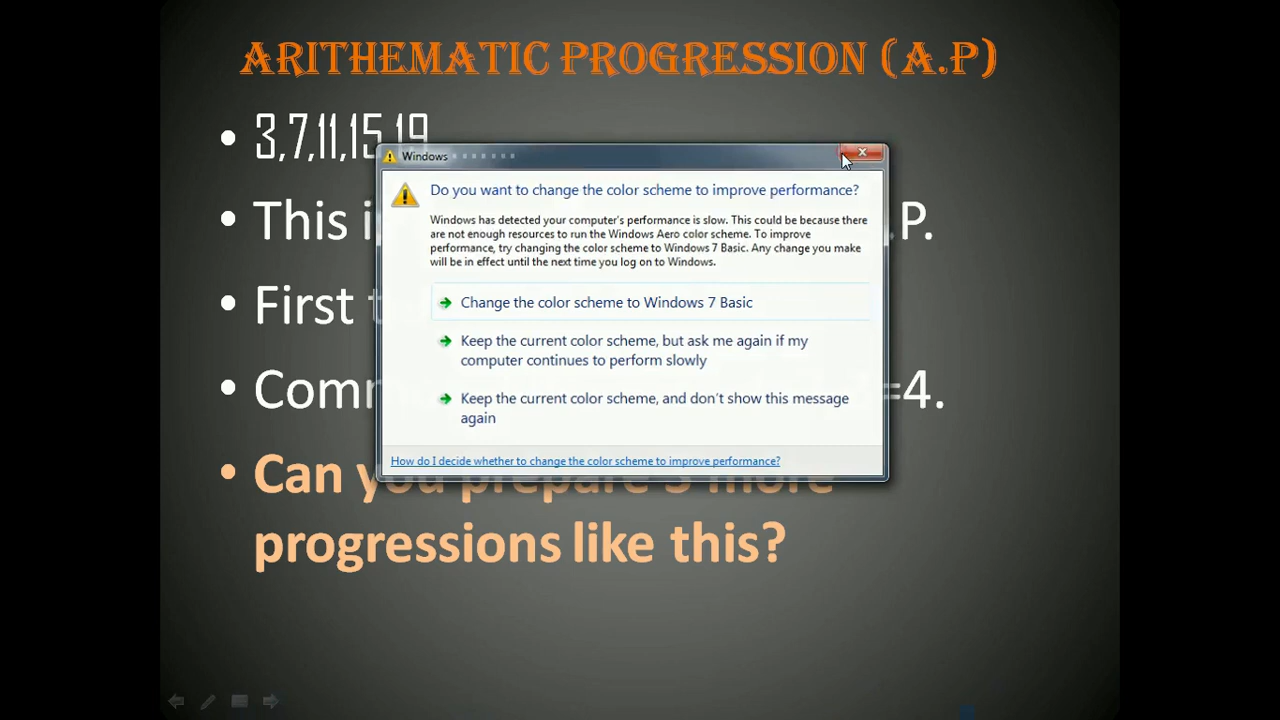 ARITHEMATIC PROGRESSION (A.P)
• 3,7,11,15,19
Windows
Do you want to change the color scheme to improve performance?
Windows has detected your computer's performance is slow. This could be because there
are not enough resources to run the Windows Aero color scheme. To improve
performance, try changing the color scheme to Windows 7 Basic. Any change you make
will be in effect until the next time you log on to Windows.
Change the color scheme to Windows 7 Basic
Keep the current color scheme, but ask me again if my
computer continues to perform slowly
Keep the current color scheme, and don't show this message
again
How do I decide whether to change the color scheme to improve performance?
• This .P.
• First
• =4.
• Can you prepare 3 more
progressions like this?